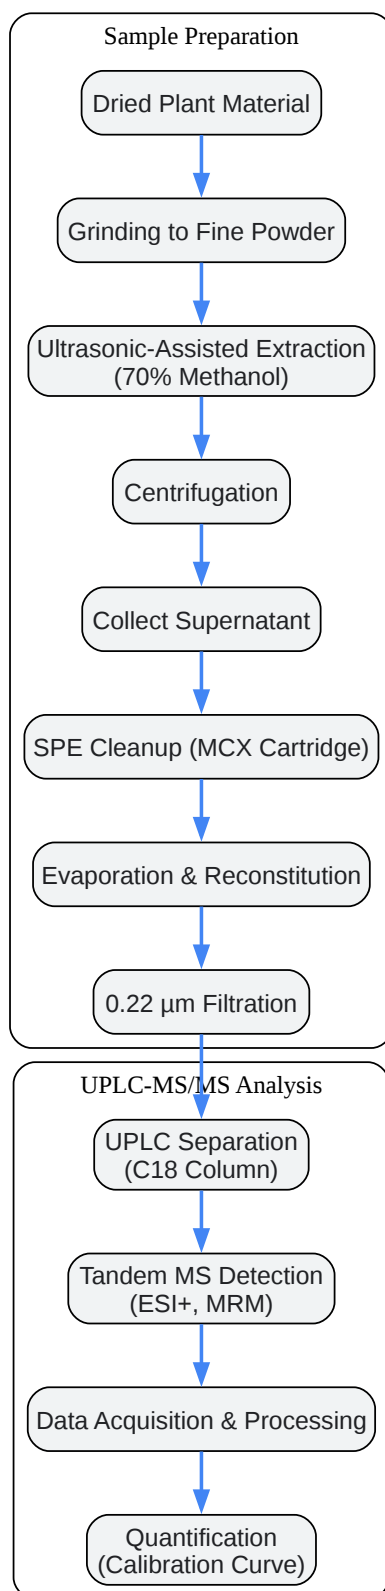 Sample Preparation
Dried Plant Material
Grinding to Fine Powder
Ultrasonic-Assisted Extraction
(70% Methanol)
Centrifugation
Collect Supernatant
SPE Cleanup (MCX Cartridge)
Evaporation & Reconstitution
0.22 µm Filtration
UPLC-MS/MS Analysis
UPLC Separation
(C18 Column)
Tandem MS Detection
(ESI+, MRM)
Data Acquisition & Processing
Quantification
(Calibration Curve)